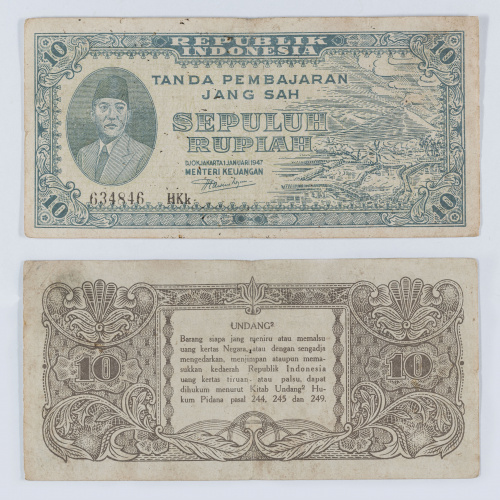 10 REPUBLIK 10
INDONESIA
TANDA PEMBAJARAN
JANG SAH
SEPULUH
RUPIAH
DJOKJAKARTA 1 JANUARI 1947
MENTERI KEUANGAN
634846 HKk
10 10
UNDANG²
Barang siapa jang meniru atau memalsu
uang kertas Negara, atau dengan sengadja
mengedarkan, menjimpan ataupun mema-
sukkan kedaerah Republik Indonesia
uang kertas tiruan atau palsu, dapat
dihukum menurut Kitab Undang² Hu-
kum Pidana pasal 244, 245 dan 249.
10 10